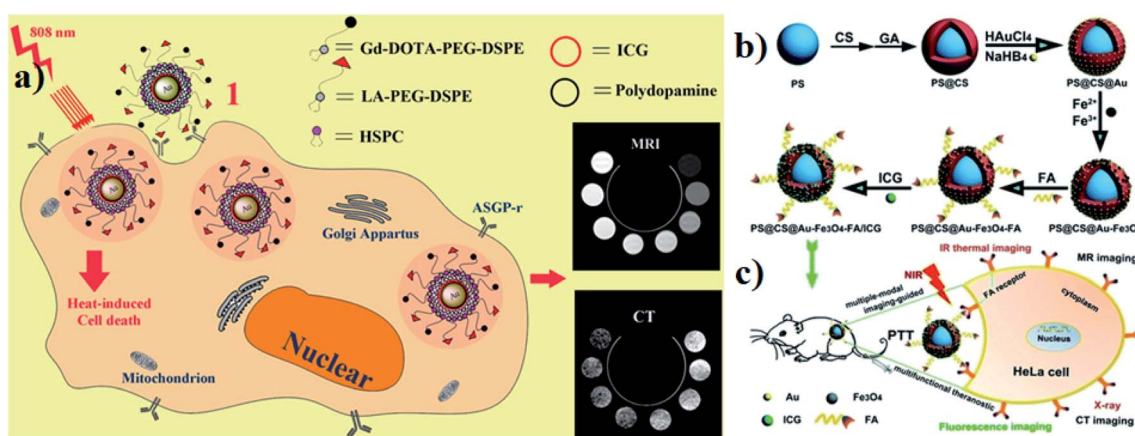 a)
808 nm
1
Au
Gd-DOTA-PEG-DSPE
LA-PEG-DSPE
HSPC
ICG
Polydopamine
Au
Au
Au
Golgi Appartus
ASGP-r
Heat-induced
Cell death
Mitochondrion
Nuclear
MRI
CT
b)
PS
CS
GA
PS@CS
HAuCl4
NaHB4
PS@CS@Au
Fe2+
Fe3+
PS@CS@Au-Fe3O
FA
PS@CS@Au-Fe3O4-FA
ICG
PS@CS@Au-Fe3O4-FA/ICG
c)
IR thermal imaging
MR imaging
NIR
FA receptor
cytoplasm
multiple-modal
imaging-guided
PTT
Nucleus
HeLa cell
multifunctional theranostic
Au
Fe3O4
ICG
FA
X-ray
CT imaging
Fluorescence imaging